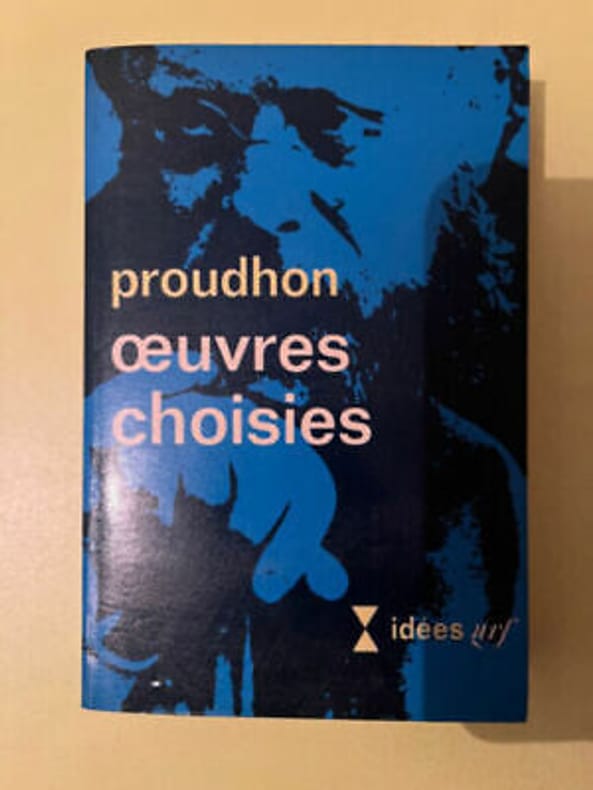 proudhon
œuvres
choisies
idées nrf